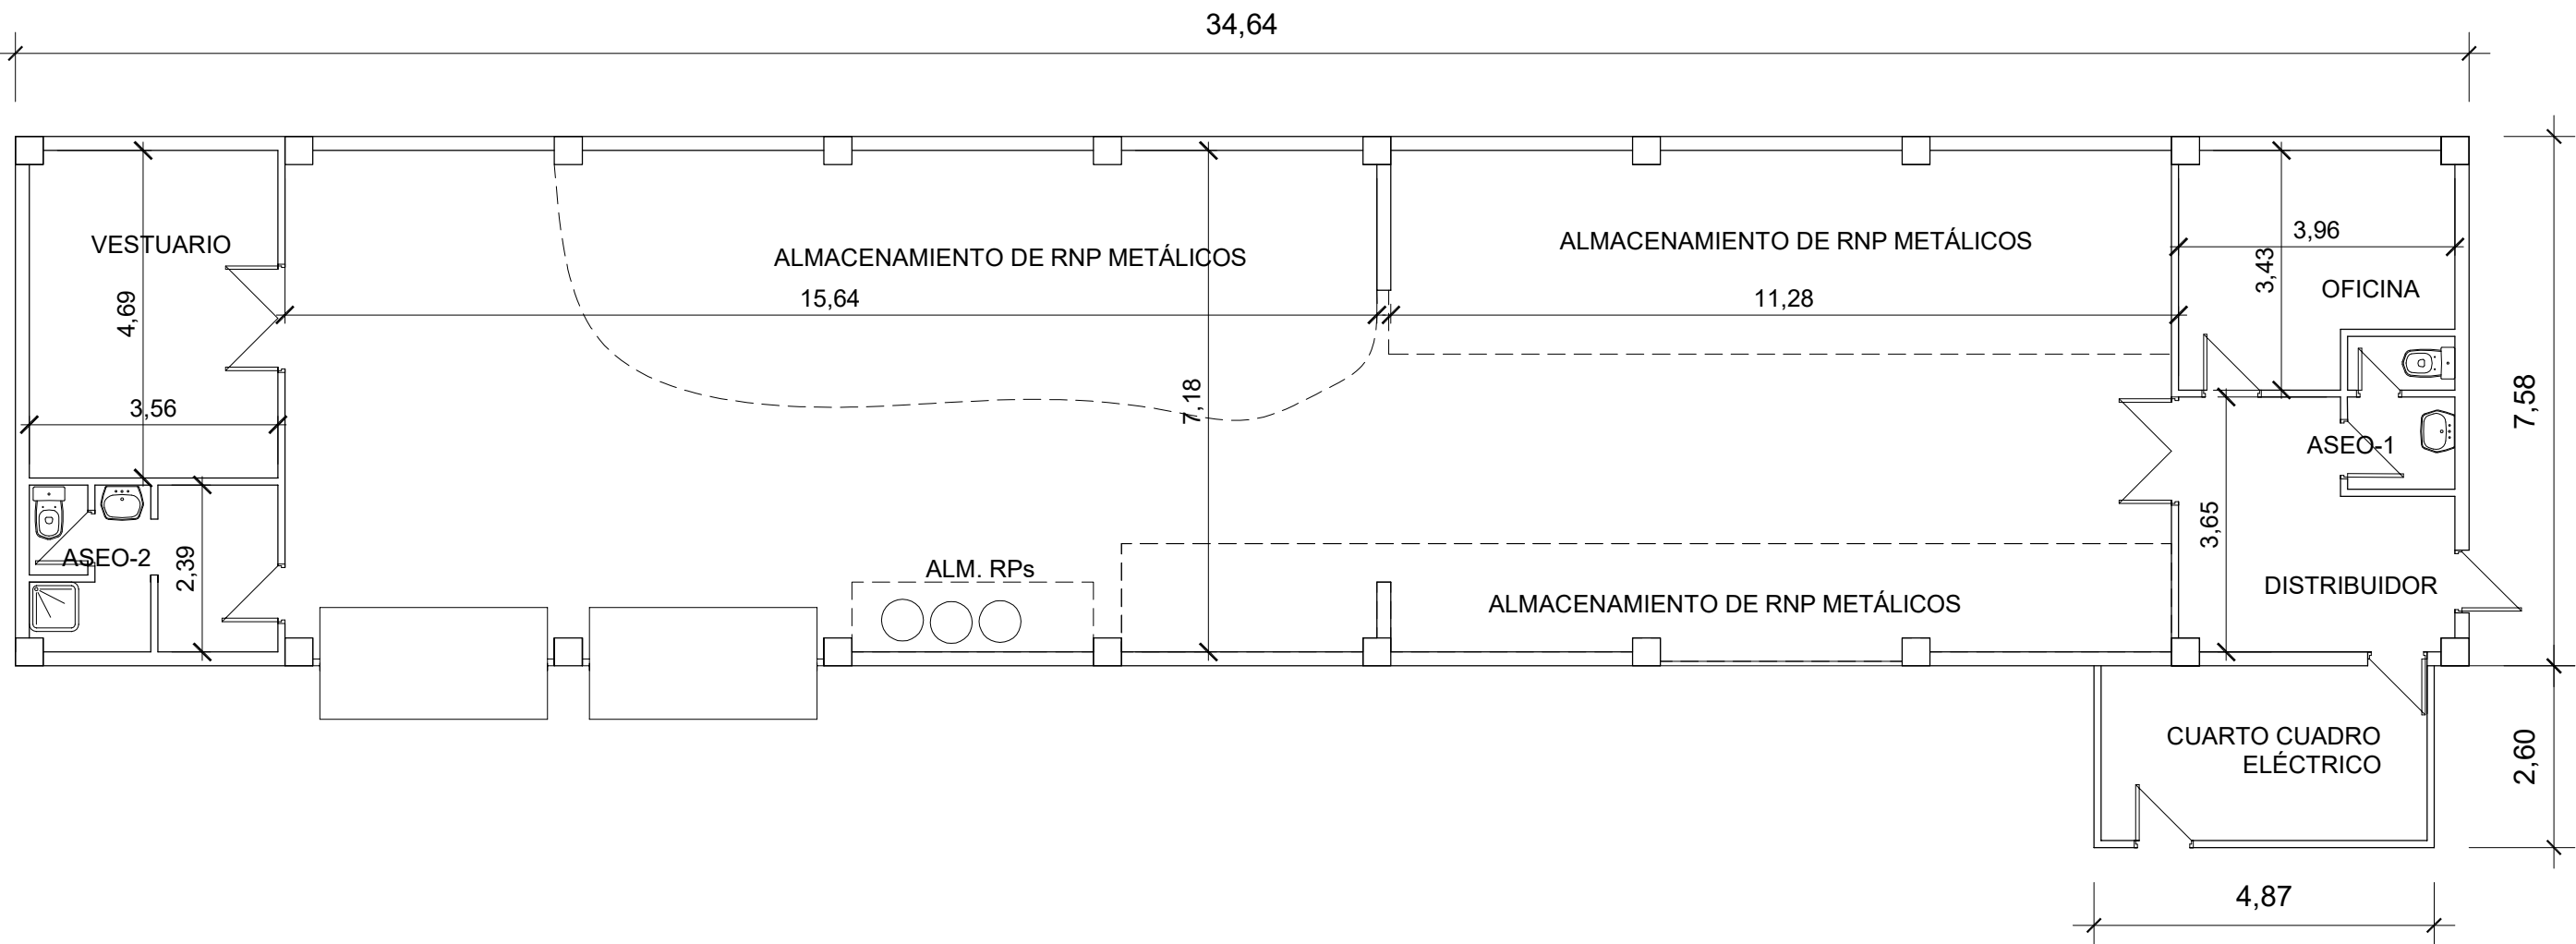 34,64
VESTUARIO
ALMACENAMIENTO DE RNP METÁLICOS
ALMACENAMIENTO DE RNP METÁLICOS
3,96
3,43
OFICINA
4,69
15,64
11,28
3,56
7,18
7,58
ASEO-1
3,65
ASEO-2
2,39
ALM. RPs
ALMACENAMIENTO DE RNP METÁLICOS
DISTRIBUIDOR
CUARTO CUADRO
ELÉCTRICO
2,60
4,87